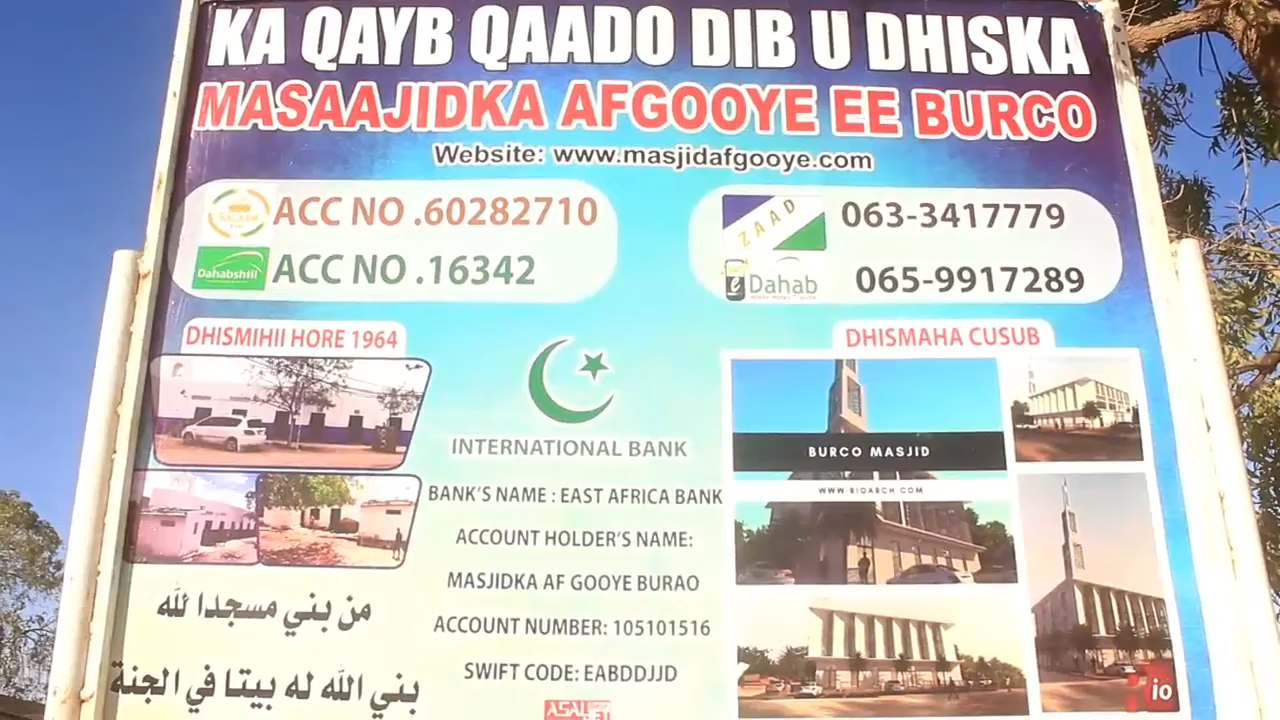 KA QAYB QAADO DIB U DHISKA
MASAAJIDKA AFGOOYE EE BURCO
Website: www.masjidafgooye.com
SALAAM
ACC NO .60282710
Dahabshiil
ACC NO .16342
ZAAD
063-3417779
e Dahab
065-9917289
DHISMIHII HORE 1964
DHISMAHA CUSUB
INTERNATIONAL BANK
BANK'S NAME : EAST AFRICA BANK
ACCOUNT HOLDER'S NAME:
MASJIDKA AF GOOYE BURAO
ACCOUNT NUMBER: 105101516
SWIFT CODE: EABDDJJD
BURCO MASJID
من بني مسجدا لله
بني الله له بيتا في الجنة
io